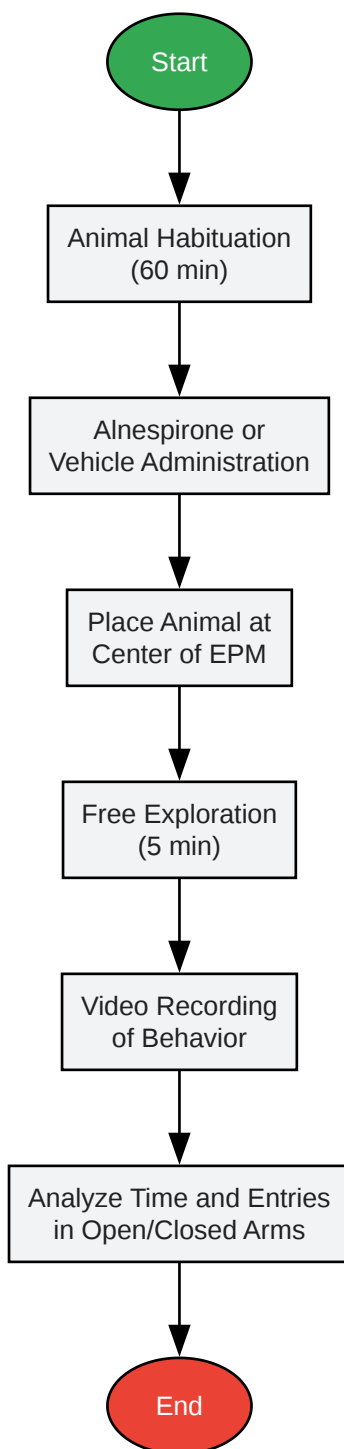 Start
Animal Habituation
(60 min)
Alnespirone or
Vehicle Administration
Place Animal at
Center of EPM
Free Exploration
(5 min)
Video Recording
of Behavior
Analyze Time and Entries
in Open/Closed Arms
End